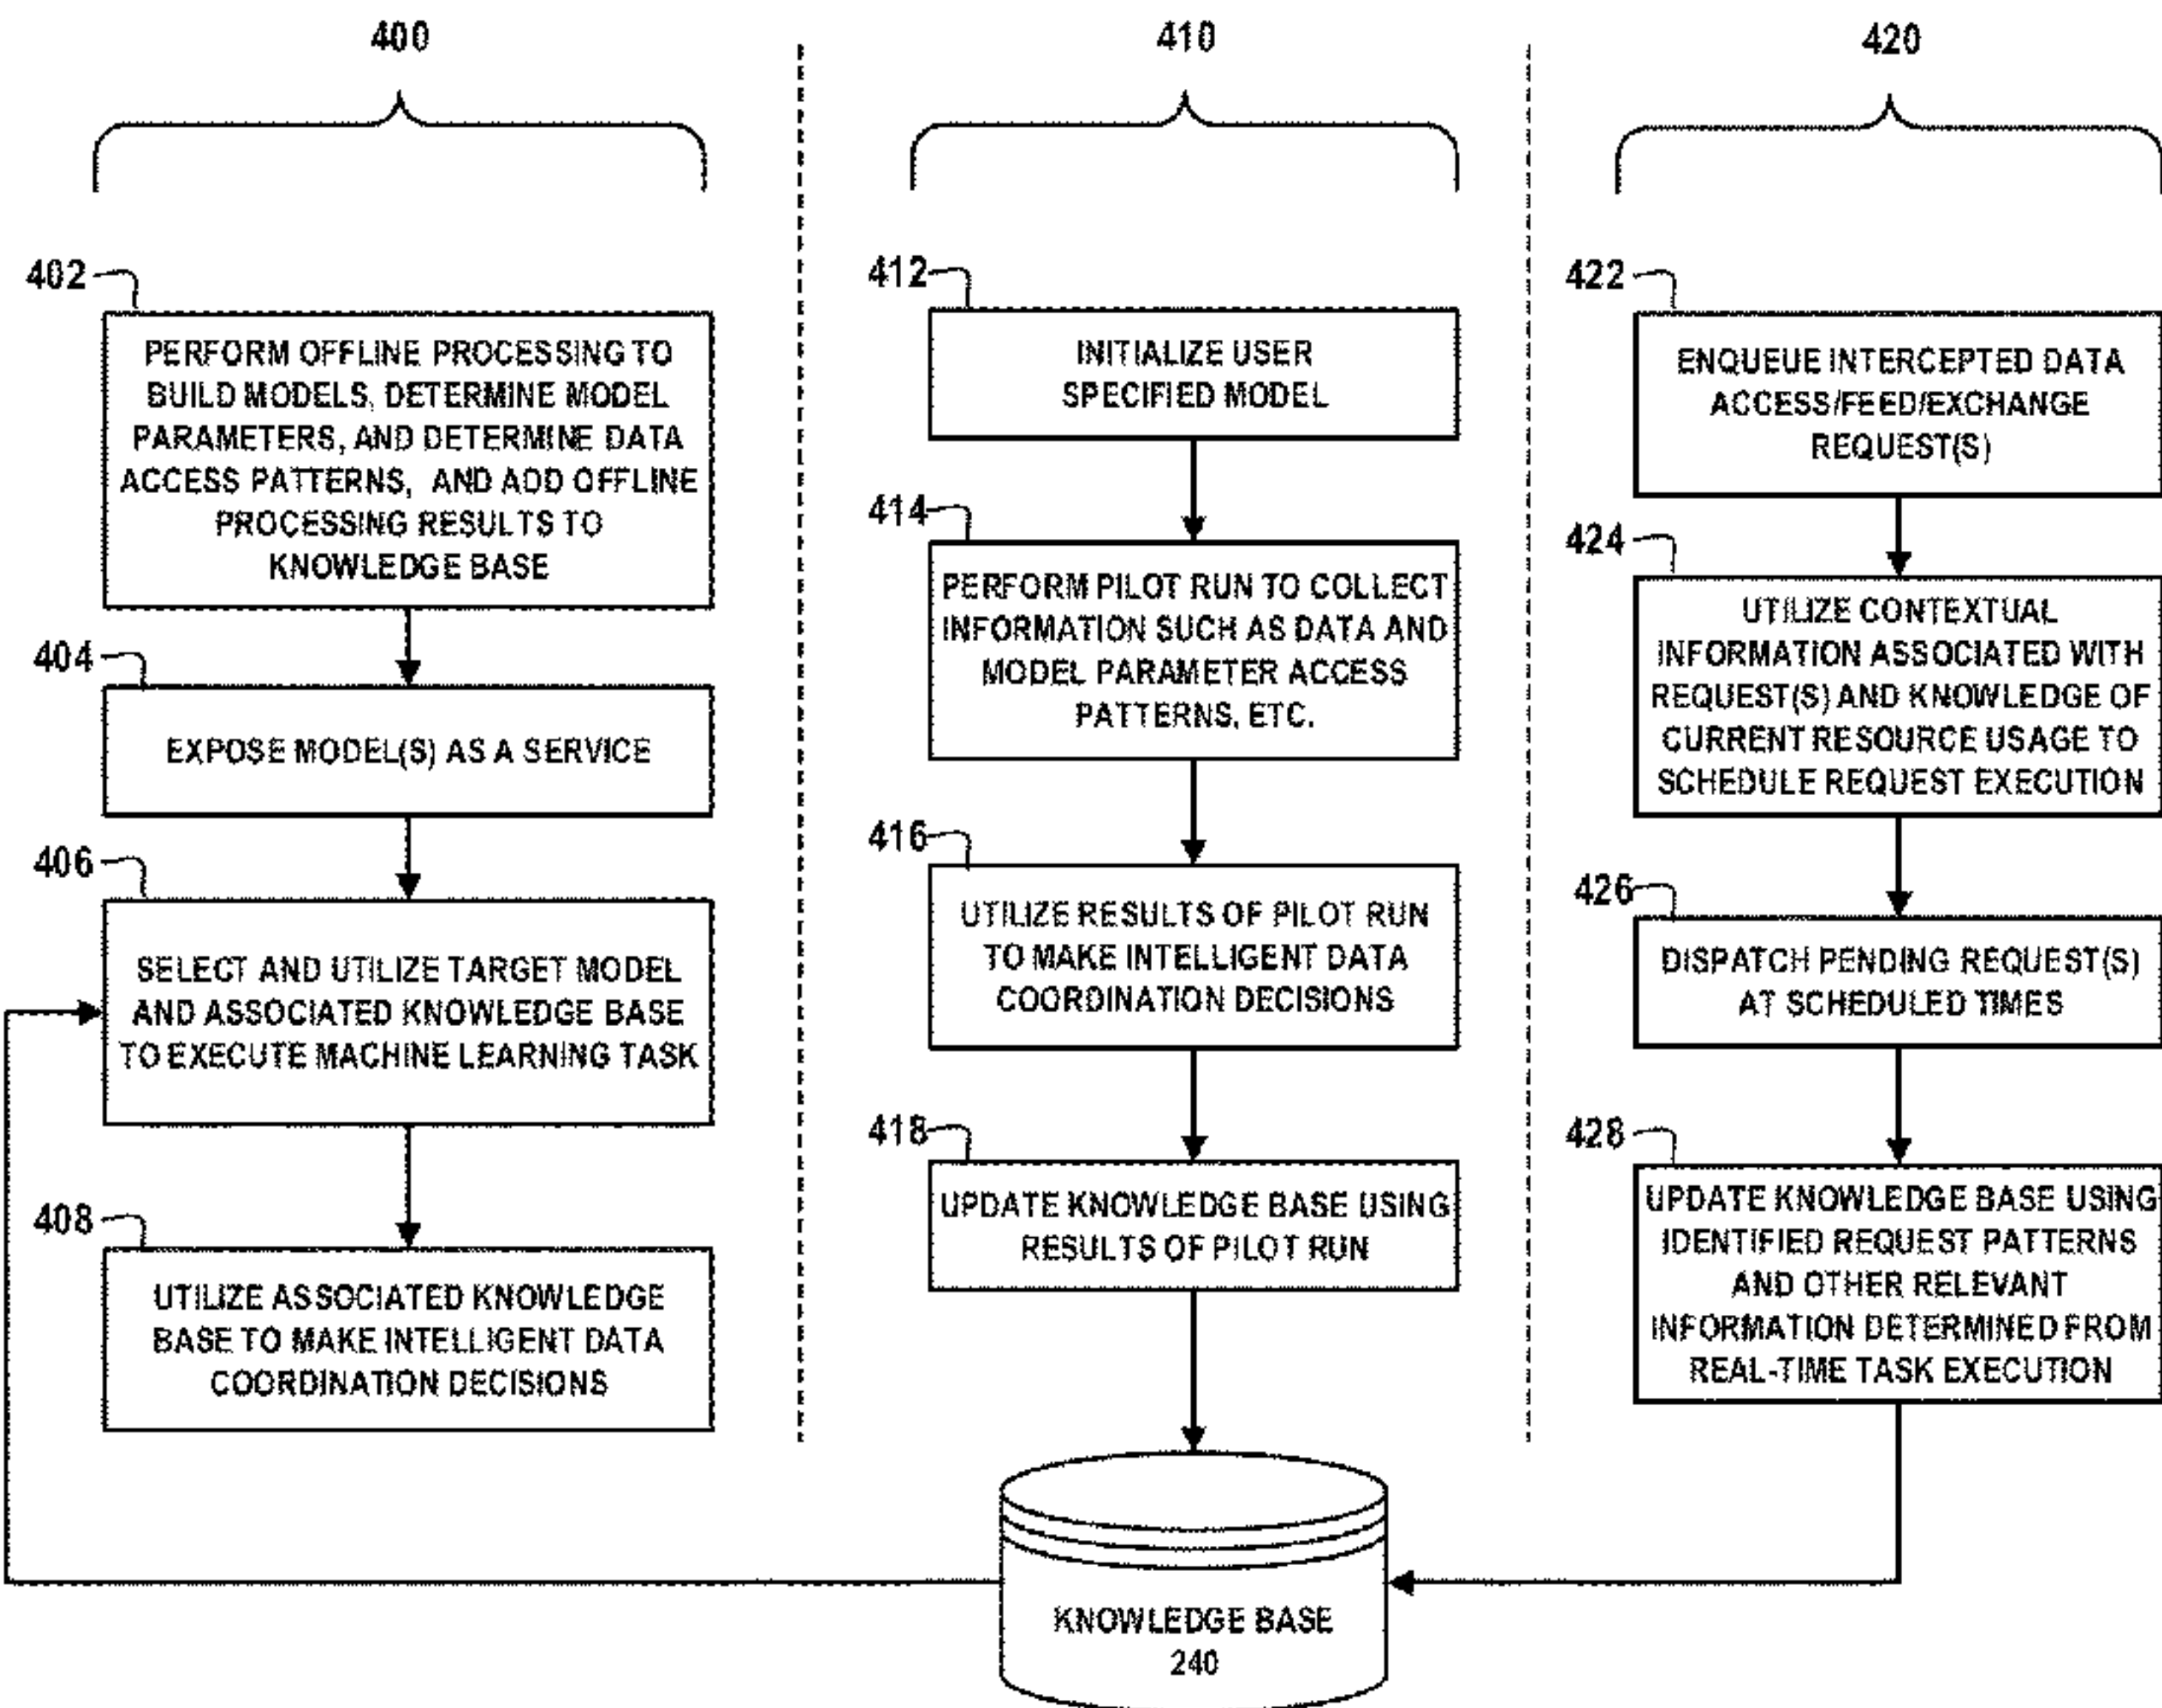 400
402
PERFORM OFFLINE PROCESSING TO
BUILD MODELS, DETERMINE MODEL
PARAMETERS, AND DETERMINE DATA
ACCESS PATTERNS, AND ADD OFFLINE
PROCESSING RESULTS TO
KNOWLEDGE BASE
404
EXPOSE MODEL(S) AS A SERVICE
406
SELECT AND UTILIZE TARGET MODEL
AND ASSOCIATED KNOWLEDGE BASE
TO EXECUTE MACHINE LEARNING TASK
408
UTILIZE ASSOCIATED KNOWLEDGE
BASE TO MAKE INTELLIGENT DATA
COORDINATION DECISIONS
410
412
INITIALIZE USER
SPECIFIED MODEL
414
PERFORM PILOT RUN TO COLLECT
INFORMATION SUCH AS DATA AND
MODEL PARAMETER ACCESS
PATTERNS, ETC.
416
UTILIZE RESULTS OF PILOT RUN
TO MAKE INTELLIGENT DATA
COORDINATION DECISIONS
418
UPDATE KNOWLEDGE BASE USING
RESULTS OF PILOT RUN
420
422
ENQUEUE INTERCEPTED DATA
ACCESS/FEED/EXCHANGE
REQUEST(S)
424
UTILIZE CONTEXTUAL
INFORMATION ASSOCIATED WITH
REQUEST(S) AND KNOWLEDGE OF
CURRENT RESOURCE USAGE TO
SCHEDULE REQUEST EXECUTION
426
DISPATCH PENDING REQUEST(S)
AT SCHEDULED TIMES
428
UPDATE KNOWLEDGE BASE USING
IDENTIFIED REQUEST PATTERNS
AND OTHER RELEVANT
INFORMATION DETERMINED FROM
REAL-TIME TASK EXECUTION
KNOWLEDGE BASE
240